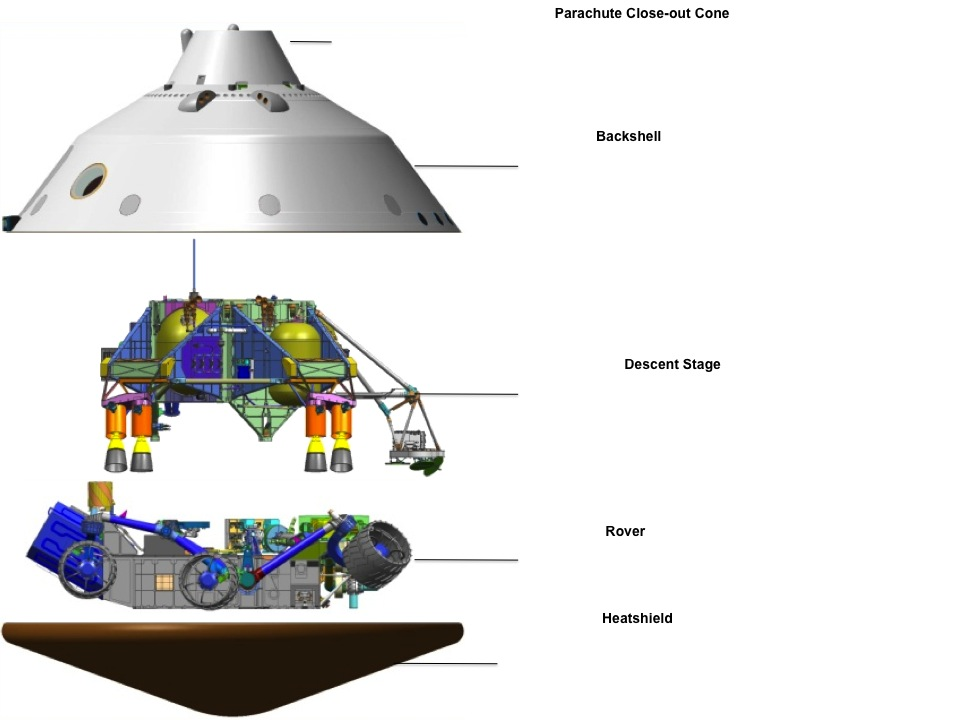 Parachute Close-out Cone
Backshell
Descent Stage
Rover
Heatshield